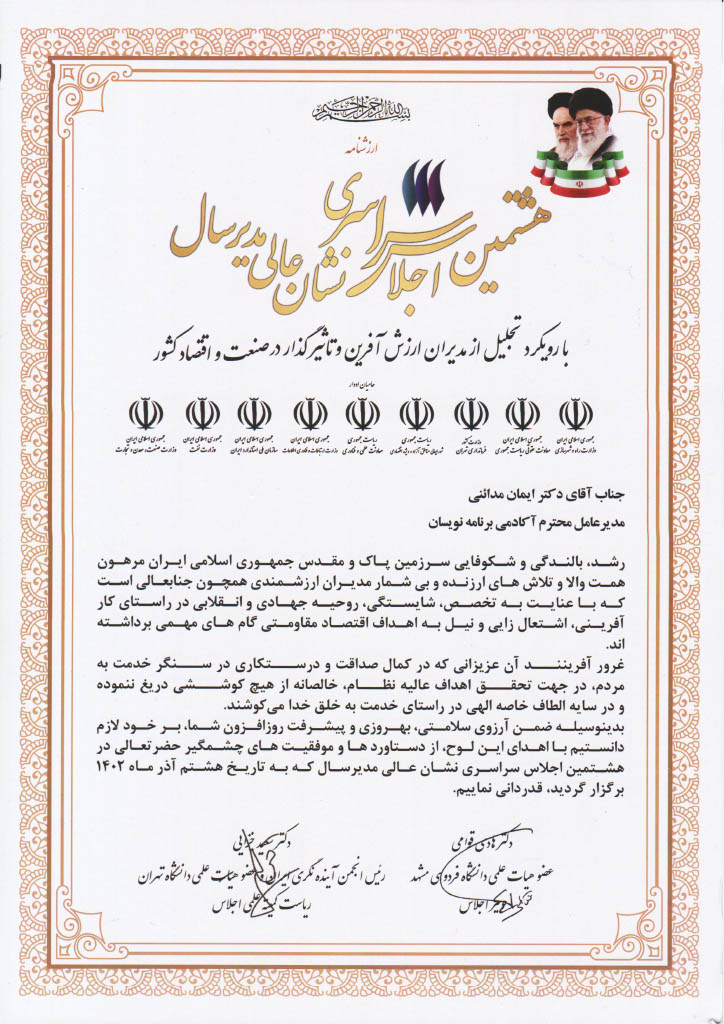 بسم الله الرحمن الرحیم
ارزشنامه
هشتمین اجلاس سراسری نشان عالی مدیر سال
با رویکرد تجلیل از مدیران ارزش آفرین و تاثیرگذار در صنعت و اقتصاد کشور
حامیان ادوار
جمهوری اسلامی ایران
وزارت راه و شهرسازی
جمهوری اسلامی ایران
معاونت حقوقی ریاست جمهوری
وزارت کشور
فرمانداری تهران
ریاست جمهوری
ریاست جمهوری
معاونت علمی و فناوری
جمهوری اسلامی ایران
وزارت ارتباطات و فناوری اطلاعات
جمهوری اسلامی ایران
سازمان ملی استاندارد ایران
جمهوری اسلامی ایران
وزارت نفت
جمهوری اسلامی ایران
وزارت صنعت، معدن و تجارت
جناب آقای دکتر ایمان مدائنی
مدیرعامل محترم آکادمی برنامه نویسان
رشد، بالندگی و شکوفایی سرزمین پاک و مقدس جمهوری اسلامی ایران مرهون
همت والا و تلاش های ارزنده و بی شمار مدیران ارزشمندی همچون جنابعالی است
که با عنایت به تخصص، شایستگی، روحیه جهادی و انقلابی در راستای کار
آفرینی، اشتعال زایی و نیل به اهداف اقتصاد مقاومتی گام های مهمی برداشته
اند.
غرور آفریننـد آن عزیزانی که در کمال صداقت و درستکاری در سنگر خدمت به
مردم، در جهت تحقق اهداف عالیه نظام، خالصانه از هیچ کوششی دریغ ننموده
و در سایه الطاف خاصه الهی در راستای خدمت به خلق خدا می‌کوشند.
بدینوسیله ضمن آرزوی سلامتی، بهروزی و پیشرفت روزافزون شما، بر خود لازم
دانستیم با اهدای این لوح، از دستاورد ها و موفقیت های چشمگیر حضرتعالی در
هشتمین اجلاس سراسری نشان عالی مدیرسال که به تاریخ هشتم آذر ماه ۱۴۰۲
برگزار گردید، قدردانی نماییم.
دکتر هادی قوامی
عضو هیات علمی دانشگاه فردوسی مشهد
دبیر اجلاس
دکتر سعید خزایی
رئیس انجمن آینده نگری ایران و عضو هیات علمی دانشگاه تهران
ریاست کمیته علمی اجلاس